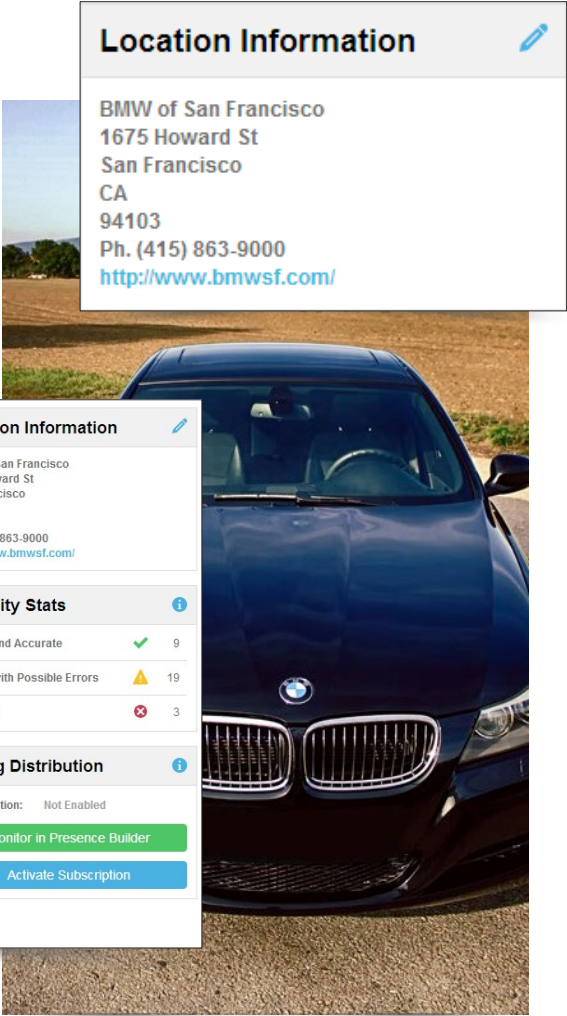 Location Information
BMW of San Francisco
1675 Howard St
San Francisco
CA
94103
Ph. (415) 863-9000
http://www.bmwsf.com/
on Information
an Francisco
ard St
cisco
863-9000
w.bmwsf.com/
ity Stats
nd Accurate 9
ith Possible Errors 19
3
g Distribution
tion: Not Enabled
onitor in Presence Builder
Activate Subscription